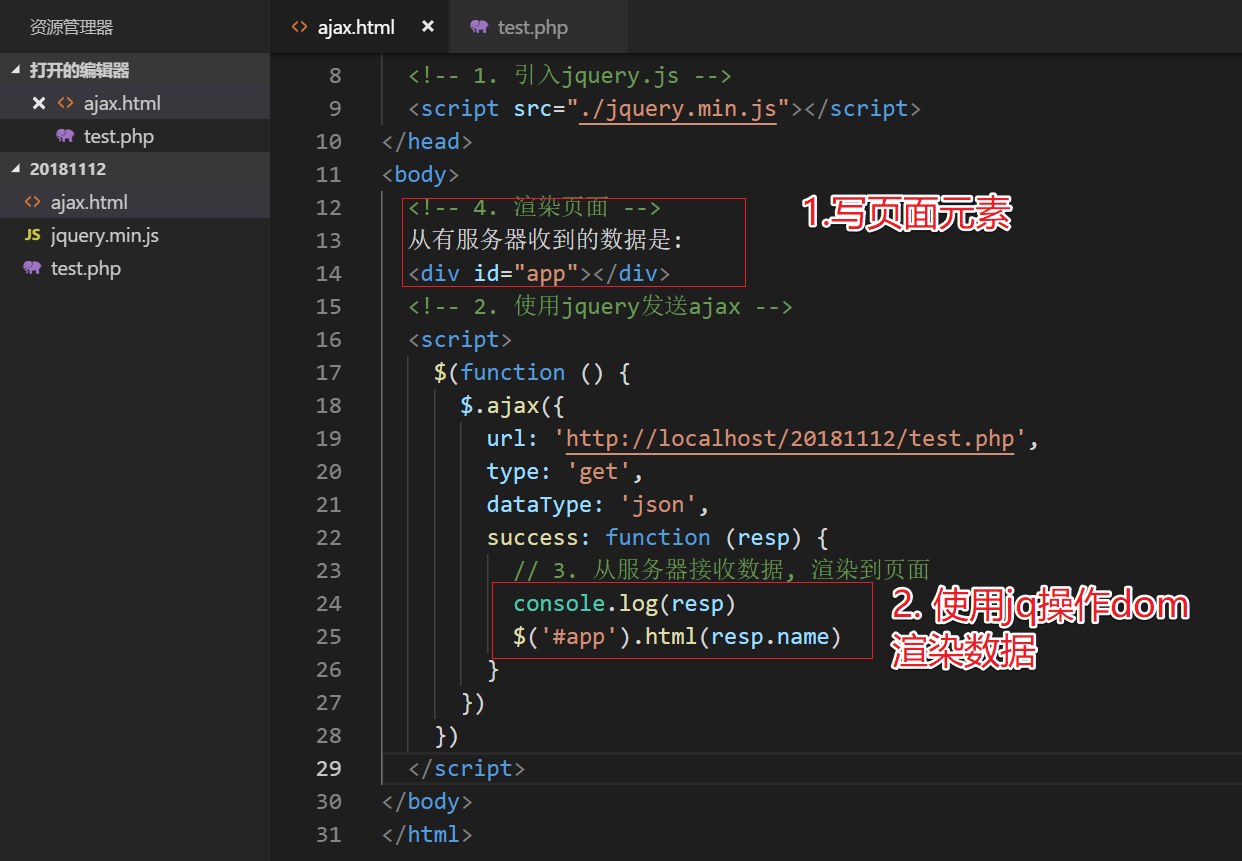 资源管理器
打开的编辑器
ajax.html
test.php
20181112
ajax.html
jquery.min.js
test.php
ajax.html
test.php
8 <!-- 1. 引入jquery.js -->
9 <script src="./jquery.min.js"></script>
10 </head>
11 <body>
12 <!-- 4. 渲染页面 -->
13 从有服务器收到的数据是:
14 <div id="app"></div>
15 <!-- 2. 使用jquery发送ajax -->
16 <script>
17 $(function () {
18 $.ajax({
19 url: 'http://localhost/20181112/test.php',
20 type: 'get',
21 dataType: 'json',
22 success: function (resp) {
23 // 3. 从服务器接收数据, 渲染到页面
24 console.log(resp)
25 $('#app').html(resp.name)
26 }
27 })
28 })
29 </script>
30 </body>
31 </html>
1.写页面元素
2. 使用jq操作dom
渲染数据